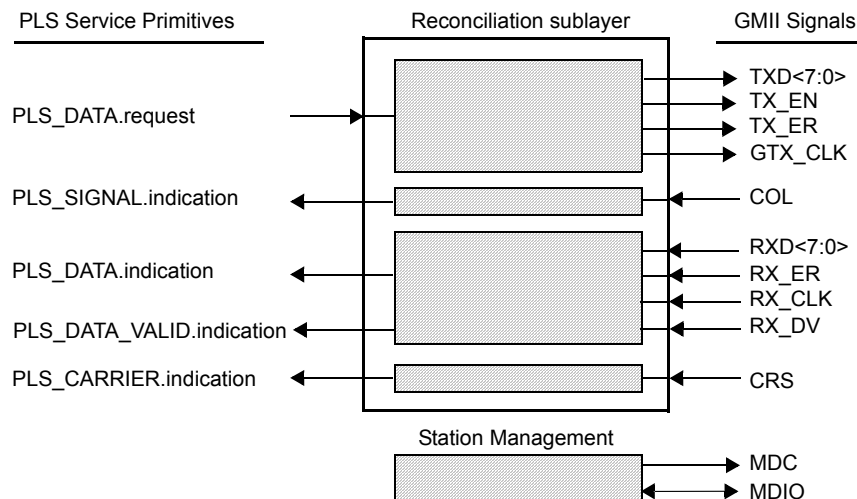 PLS Service Primitives
Reconciliation sublayer
GMII Signals
PLS_DATA.request
TXD<7:0>
TX_EN
TX_ER
GTX_CLK
PLS_SIGNAL.indication
COL
PLS_DATA.indication
RXD<7:0>
RX_ER
RX_CLK
PLS_DATA_VALID.indication
RX_DV
PLS_CARRIER.indication
CRS
Station Management
MDC
MDIO